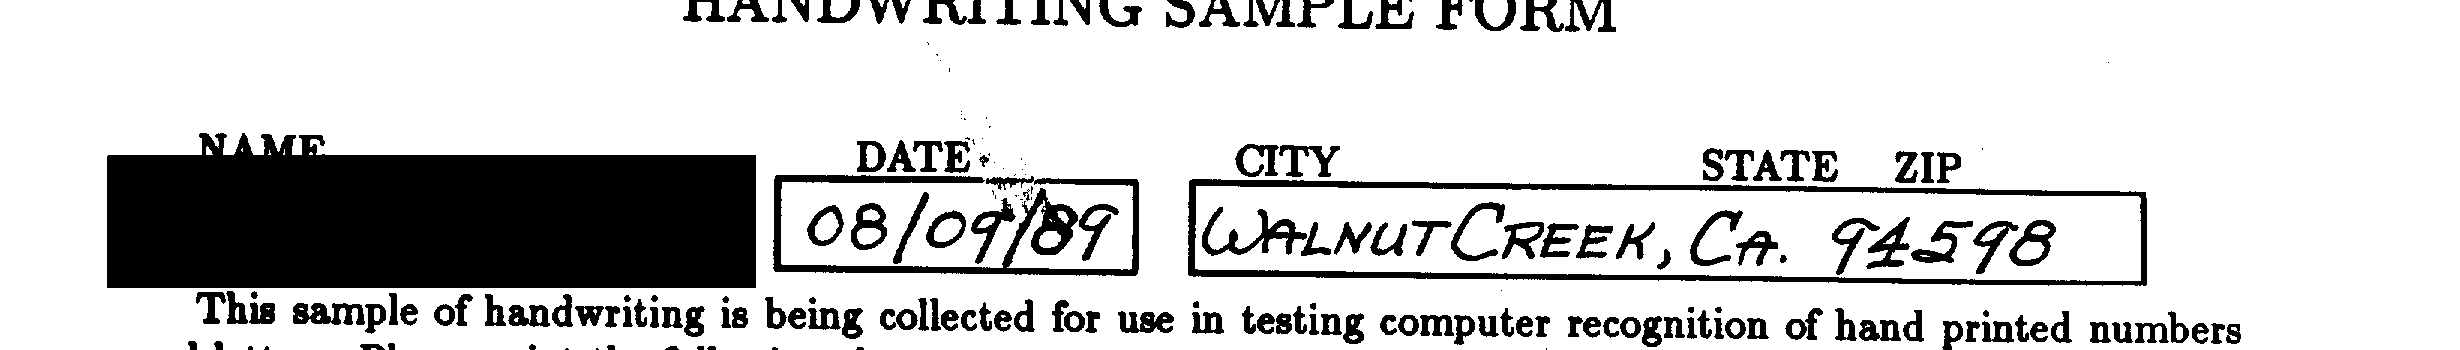 HANDWRITING SAMPLE FORM
NAME DATE CITY STATE ZIP
08/09/89 WALNUT CREEK, CA. 94598
This sample of handwriting is being collected for use in testing computer recognition of hand printed numbers